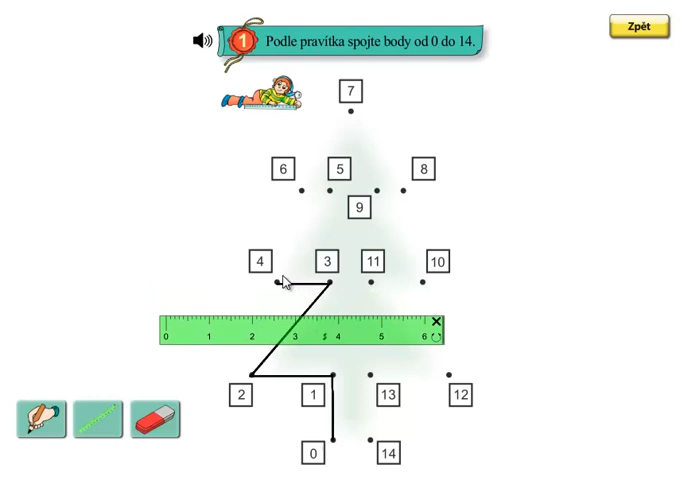 Zpět
1 Podle pravítka spojte body od 0 do 14.
7
6 5 8
9
4 3 11 10
0 1 2 3 4 5 6
2 1 13 12
0 14